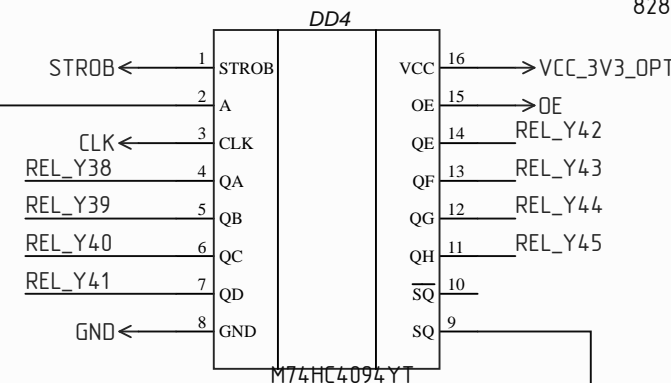 828
DD4
STROB 1 STROB VCC 16 VCC_3V3_OPT
2 A OE 15 OE
CLK 3 CLK QE 14 REL_Y42
REL_Y38 4 QA QF 13 REL_Y43
REL_Y39 5 QB QG 12 REL_Y44
REL_Y40 6 QC QH 11 REL_Y45
REL_Y41 7 QD SQ 10
GND 8 GND SQ 9
M74HC4094YT